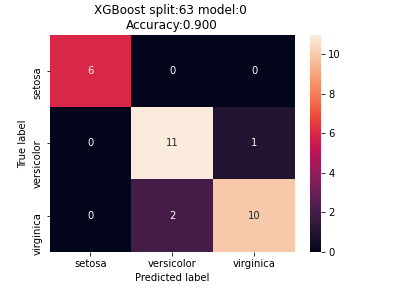 XGBoost split:63 model:0
Accuracy:0.900
True label
setosa
6 0 0
versicolor
0 11 1
virginica
0 2 10
setosa versicolor virginica
Predicted label
10
8
6
4
2
0